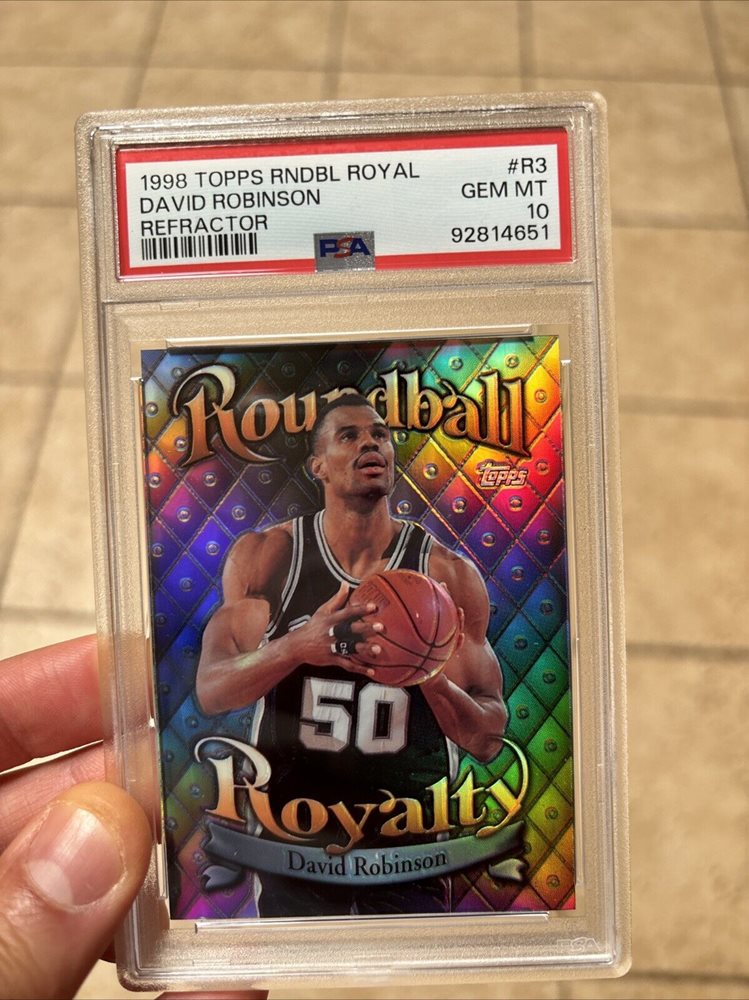 1998 TOPPS RNDBL ROYAL #R3
DAVID ROBINSON GEM MT
REFRACTOR 10
PSA 92814651
Roundball
Topps
50
Royalty
David Robinson
PSA